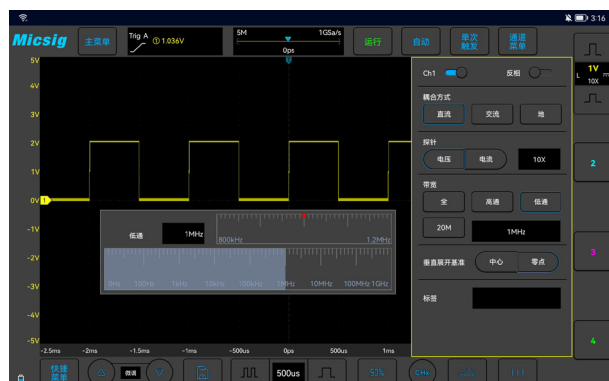 3:16
Micsig
主菜单
Trig A
① 1.036V
5M
1GSa/s
0ps
运行
自动
单次
触发
通道
菜单
1V
L
10X
5V
4V
3V
2V
1V
0V
1
-1V
-2V
-3V
-4V
-5V
Ch1
反相
耦合方式
直流
交流
地
探针
电压
电流
10X
带宽
全
高通
低通
20M
1MHz
垂直展开基准
中心
零点
标签
低通
1MHz
800kHz
1.2MHz
0Hz
100Hz
1kHz
10kHz
100kHz
1MHz
10MHz
100MHz
1GHz
2
3
4
-2.5ms
-2ms
-1.5ms
-1ms
-500us
0ps
500us
1ms
快捷
菜单
微调
500us
50%
CHx